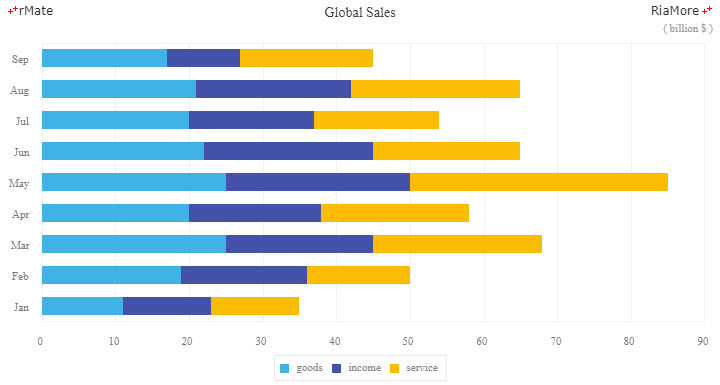 rMate Global Sales RiaMore
( billion $ )
Sep
Aug
Jul
Jun
May
Apr
Mar
Feb
Jan
0 10 20 30 40 50 60 70 80 90
goods income service